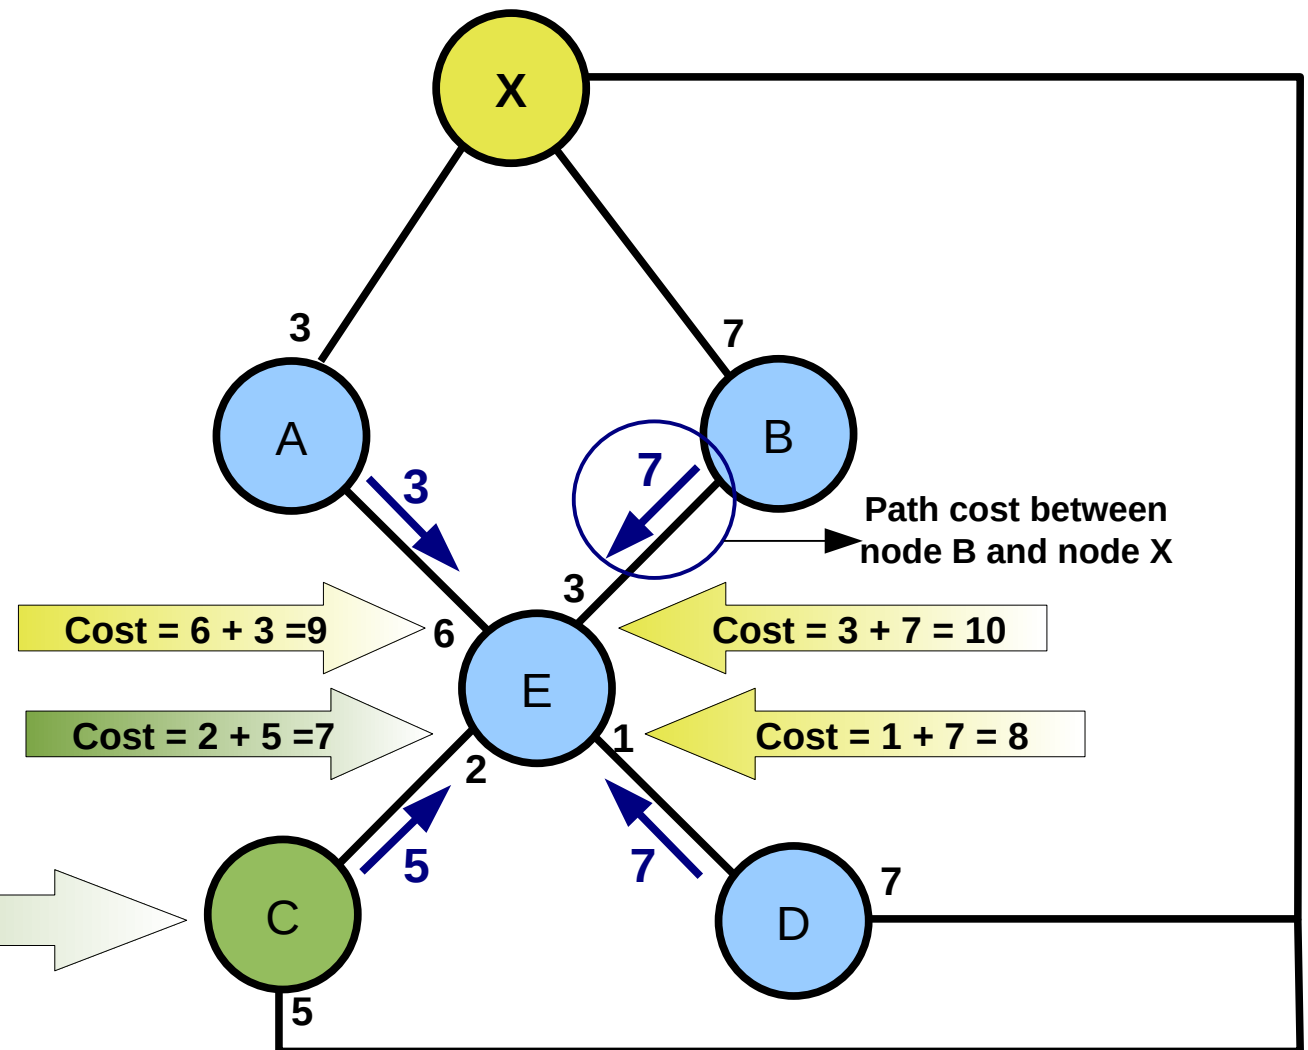 X
3
7
A
B
3
7
Path cost between
node B and node X
3
Cost = 6 + 3 =9
6
Cost = 3 + 7 = 10
E
Cost = 2 + 5 =7
1
Cost = 1 + 7 = 8
2
5
7
7
C
D
5